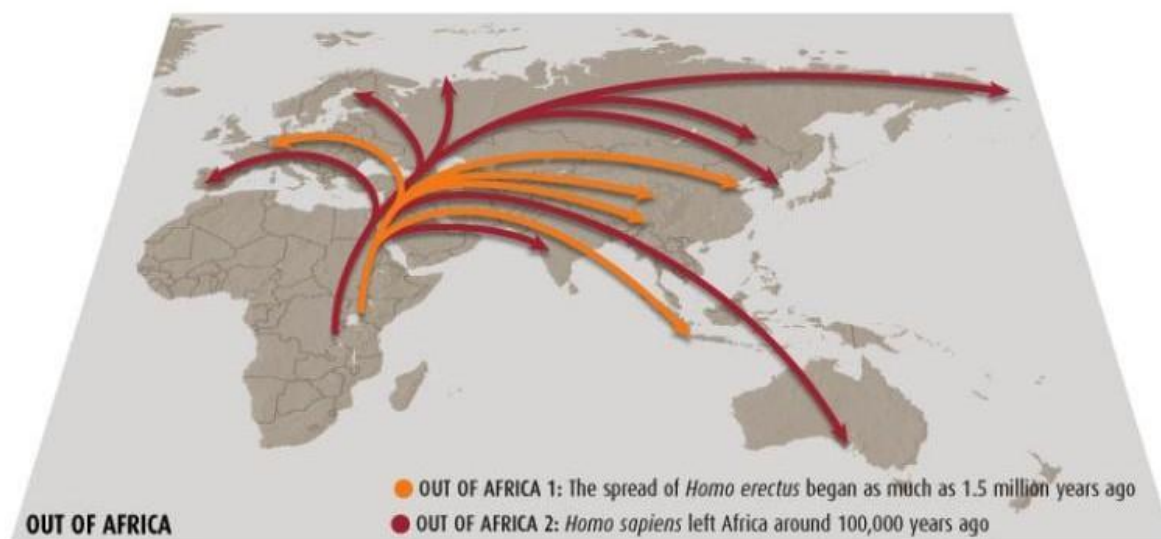 OUT OF AFRICA 1: The spread of Homo erectus began as much as 1.5 million years ago
OUT OF AFRICA
OUT OF AFRICA 2: Homo sapiens left Africa around 100,000 years ago